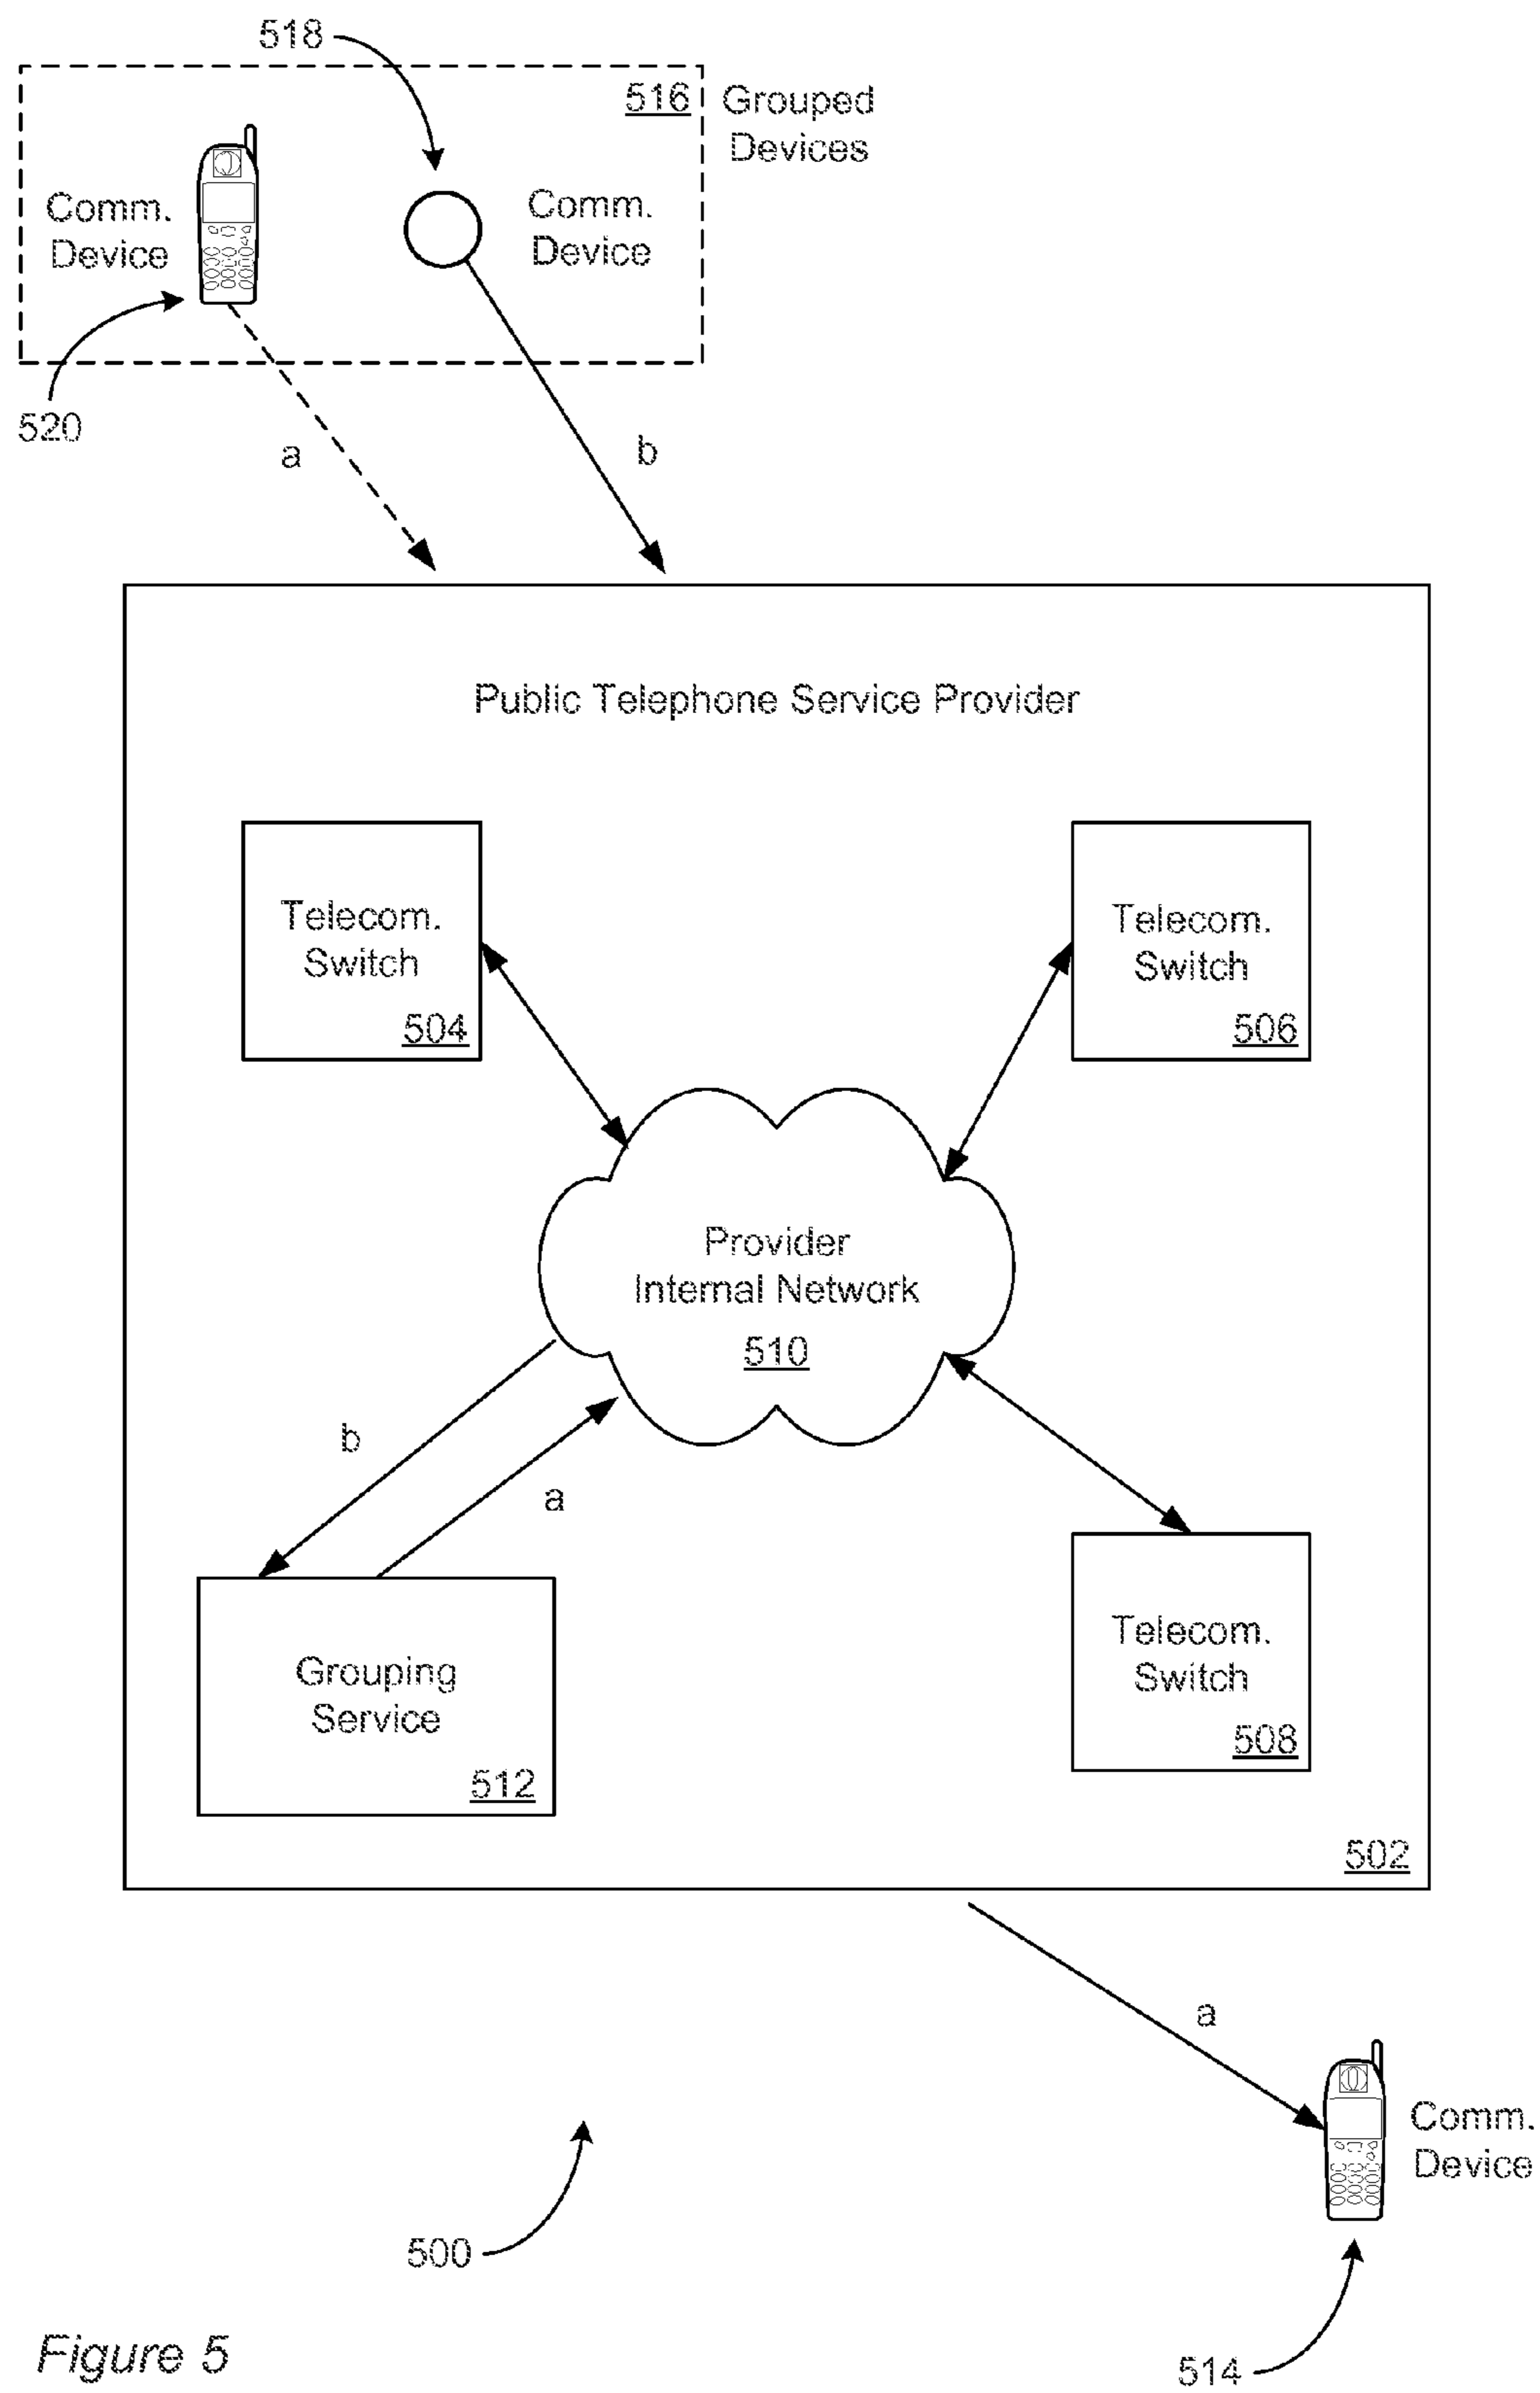 518
516
Grouped
Devices
Comm.
Device
Comm.
Device
520
a
b
Public Telephone Service Provider
Telecom.
Switch
504
Telecom.
Switch
506
Provider
Internal Network
510
b
a
Grouping
Service
512
Telecom.
Switch
508
502
a
Comm.
Device
500
514
Figure 5